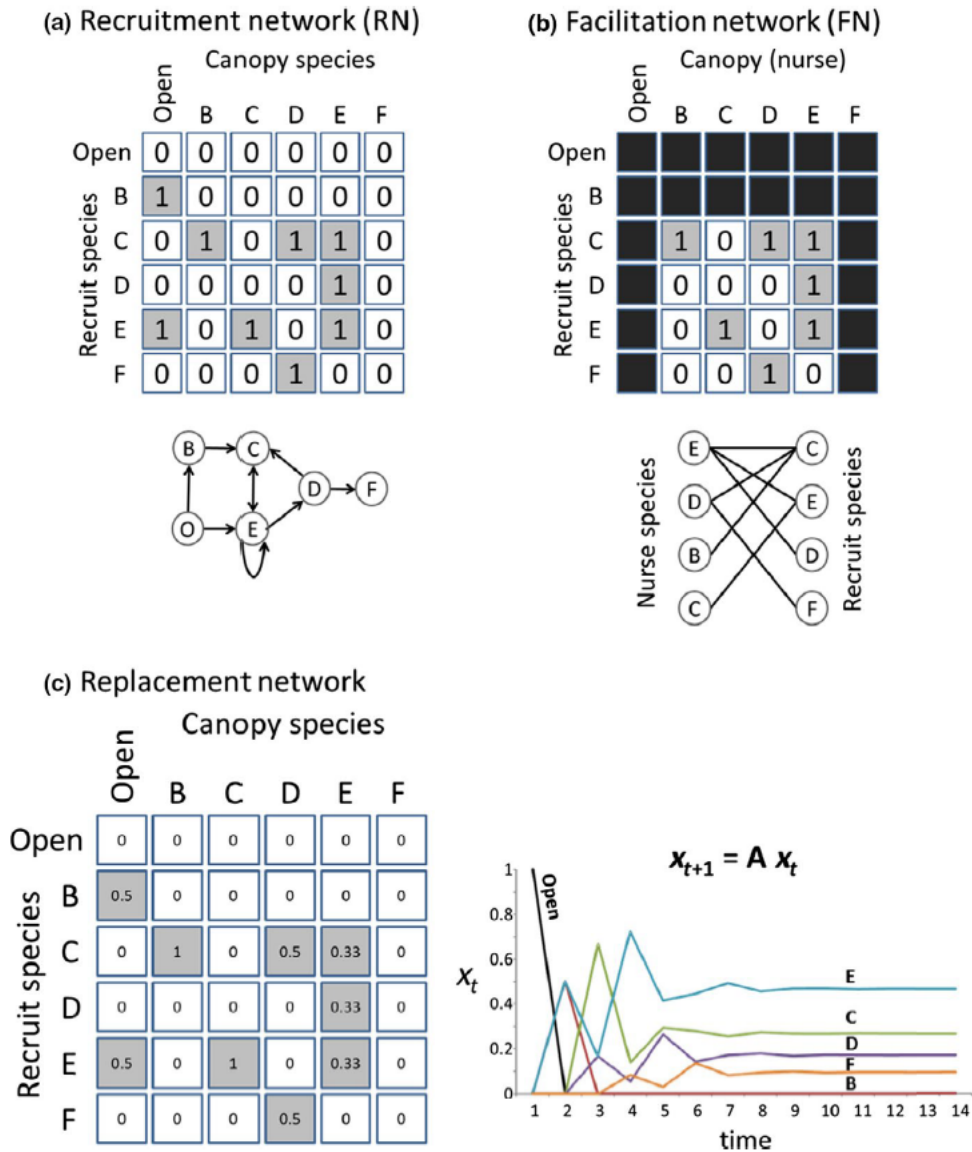 (a) Recruitment network (RN)
Canopy species
Open B C D E F
Recruit species
Open 0 0 0 0 0 0
B 1 0 0 0 0 0
C 0 1 0 1 1 0
D 0 0 0 0 1 0
E 1 0 1 0 1 0
F 0 0 0 1 0 0
B C
D F
O E
(b) Facilitation network (FN)
Canopy (nurse)
Open B C D E F
Recruit species
Open
B
C 1 0 1 1
D 0 0 0 1
E 0 1 0 1
F 0 0 1 0
Nurse species
Recruit species
E C
D E
B D
C F
(c) Replacement network
Canopy species
Open B C D E F
Recruit species
Open 0 0 0 0 0 0
B 0.5 0 0 0 0 0
C 0 1 0 0.5 0.33 0
D 0 0 0 0 0.33 0
E 0.5 0 1 0 0.33 0
F 0 0 0 0.5 0 0
x_{t+1} = A x_t
x_t
1
0.8
0.6
0.4
0.2
0
Open
E
C
D
F
B
1 2 3 4 5 6 7 8 9 10 11 12 13 14
time